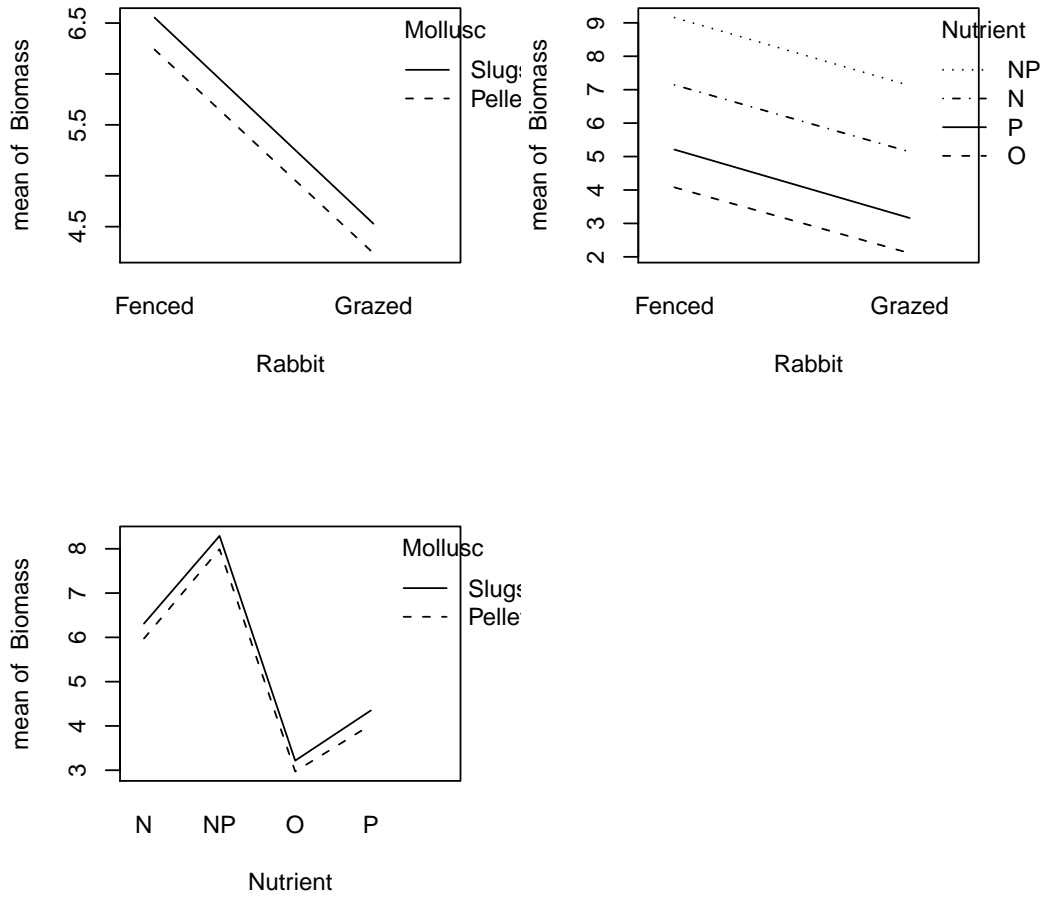 mean of Biomass
6.5
5.5
4.5
Mollusc
Slugs
Pelle
Fenced Grazed
Rabbit
mean of Biomass
9
8
7
6
5
4
3
2
Nutrient
NP
N
P
O
Fenced Grazed
Rabbit
mean of Biomass
8
7
6
5
4
3
Mollusc
Slugs
Pelle
N NP O P
Nutrient